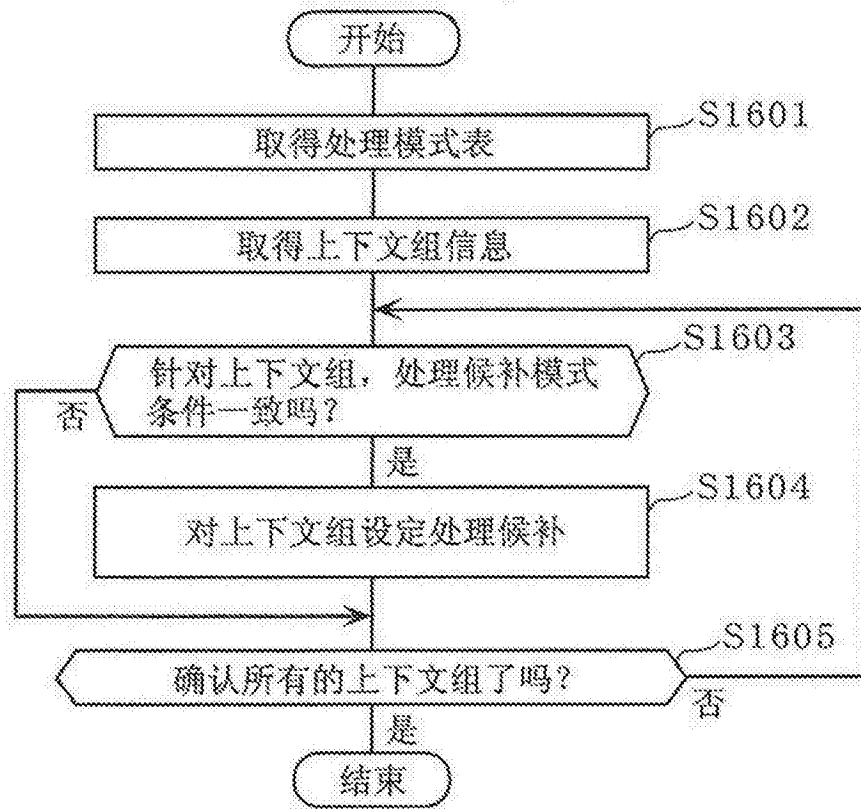 开始
取得处理模式表
S1601
取得上下文组信息
S1602
针对上下文组，处理候补模式
条件一致吗？
S1603
否
是
对上下文组设定处理候补
S1604
确认所有的上下文组了吗？
S1605
否
是
结束